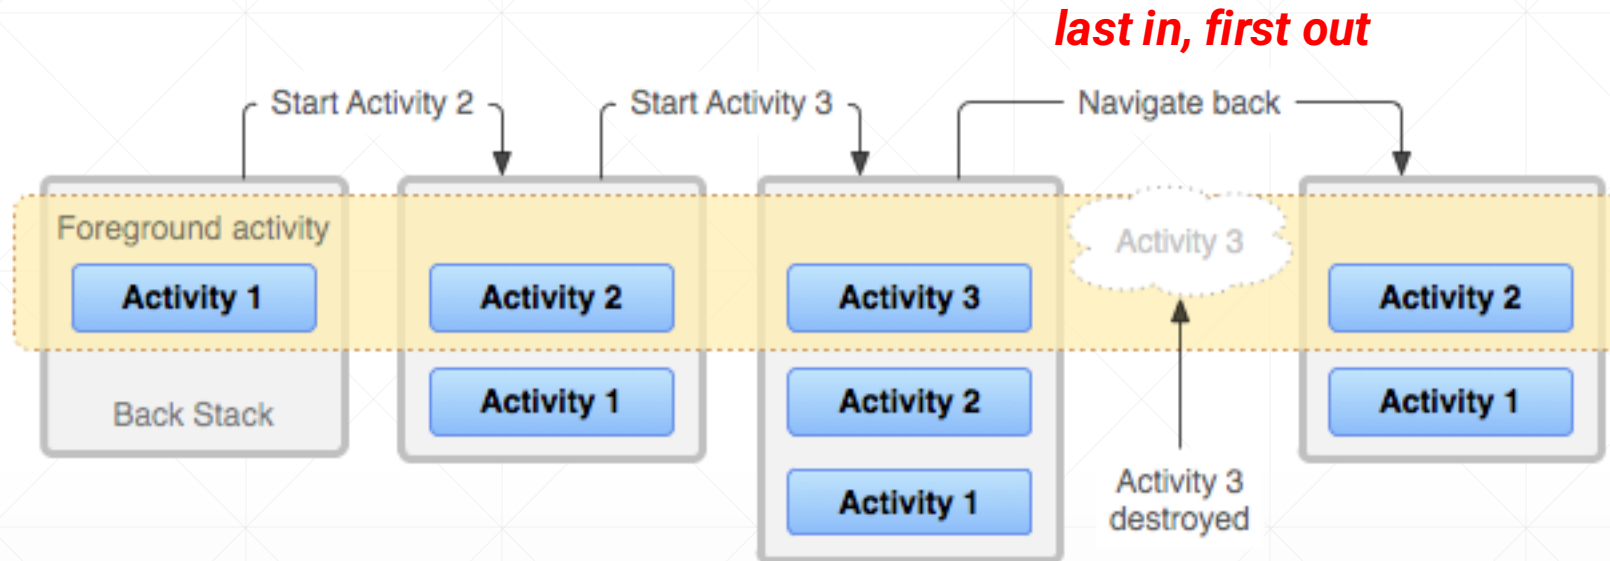 last in, first out
Start Activity 2
Start Activity 3
Navigate back
Foreground activity
Activity 3
Activity 1
Activity 2
Activity 3
Activity 2
Back Stack
Activity 1
Activity 2
Activity 1
Activity 1
Activity 3
destroyed